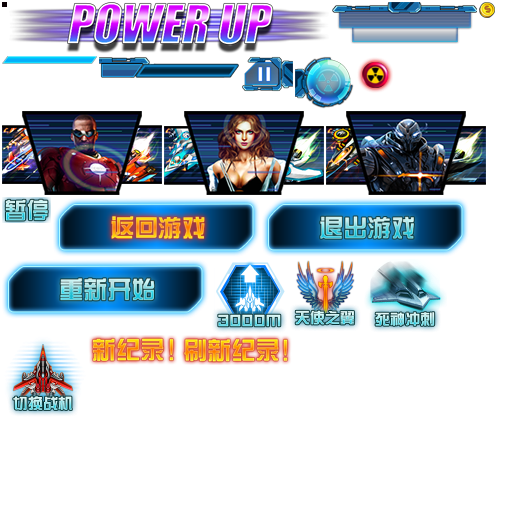 POWER UP
暂停
返回游戏
退出游戏
重新开始
3000M
天使之翼
死神冲刺
新纪录！刷新纪录！
切换战机